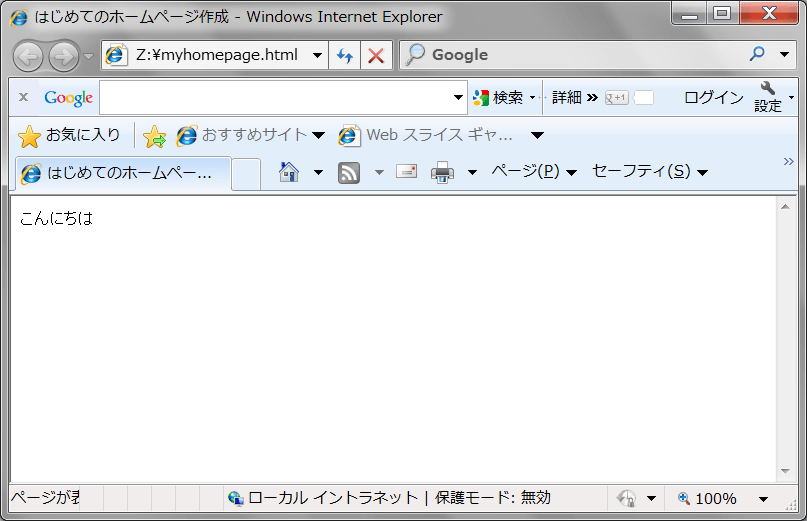 はじめてのホームページ作成 - Windows Internet Explorer
Z:¥myhomepage.html Google
Google 検索 詳細 » g+1 ログイン 設定
お気に入り おすすめサイト Web スライス ギャ...
はじめてのホームペー... ページ(P) セーフティ(S) »
こんにちは
ページが表 ローカル イントラネット | 保護モード: 無効 100%